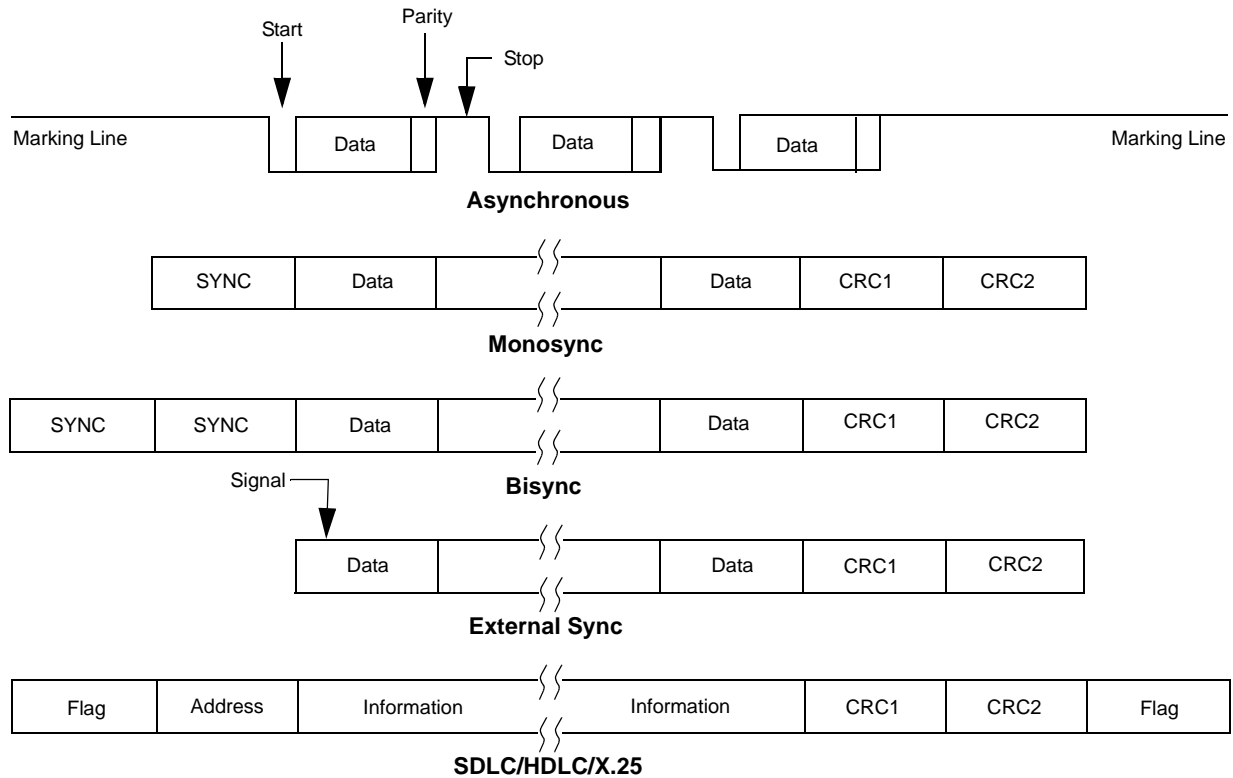 Start
Parity
Stop
Marking Line
Data
Data
Data
Marking Line
Asynchronous
SYNC Data Data CRC1 CRC2
Monosync
SYNC SYNC Data Data CRC1 CRC2
Bisync
Signal
Data Data CRC1 CRC2
External Sync
Flag Address Information Information CRC1 CRC2 Flag
SDLC/HDLC/X.25